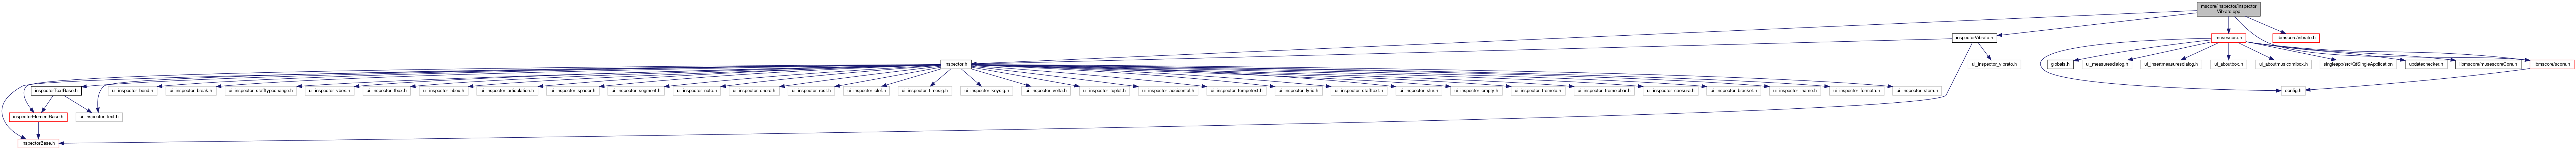 mscore/inspector/inspector
Vibrato.cpp
inspectorVibrato.h
musescore.h
libmscore/vibrato.h
inspector.h
ui_inspector_vibrato.h
globals.h
ui_measuresdialog.h
ui_insertmeasuresdialog.h
ui_aboutbox.h
ui_aboutmusicxmlbox.h
singleapp/src/QtSingleApplication
updatechecker.h
libmscore/musescoreCore.h
libmscore/score.h
inspectorTextBase.h
ui_inspector_bend.h
ui_inspector_break.h
ui_inspector_stafftypechange.h
ui_inspector_vbox.h
ui_inspector_tbox.h
ui_inspector_hbox.h
ui_inspector_articulation.h
ui_inspector_spacer.h
ui_inspector_segment.h
ui_inspector_note.h
ui_inspector_chord.h
ui_inspector_rest.h
ui_inspector_clef.h
ui_inspector_timesig.h
ui_inspector_keysig.h
ui_inspector_volta.h
ui_inspector_tuplet.h
ui_inspector_accidental.h
ui_inspector_tempotext.h
ui_inspector_lyric.h
ui_inspector_stafftext.h
ui_inspector_slur.h
ui_inspector_empty.h
ui_inspector_tremolo.h
ui_inspector_tremolobar.h
ui_inspector_caesura.h
ui_inspector_bracket.h
ui_inspector_iname.h
ui_inspector_fermata.h
ui_inspector_stem.h
config.h
inspectorElementBase.h
ui_inspector_text.h
inspectorBase.h